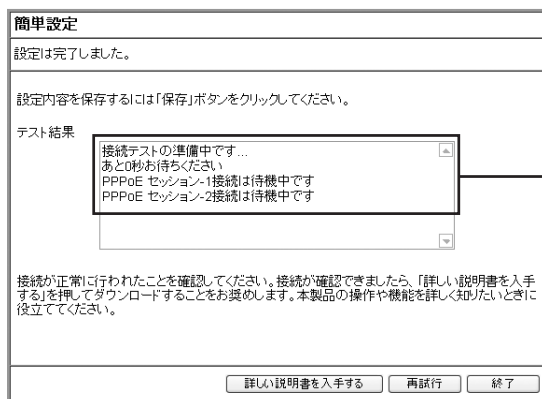 簡単設定
設定は完了しました。
設定内容を保存するには「保存」ボタンをクリックしてください。
テスト結果
接続テストの準備中です...
あと0秒お待ちください
PPPoE セッション-1接続は待機中です
PPPoE セッション-2接続は待機中です
接続が正常に行われたことを確認してください。接続が確認できましたら、「詳しい説明書を入手
する」を押してダウンロードすることをお奨めします。本製品の操作や機能を詳しく知りたいときに
役立ててください。
詳しい説明書を入手する 再試行 終了